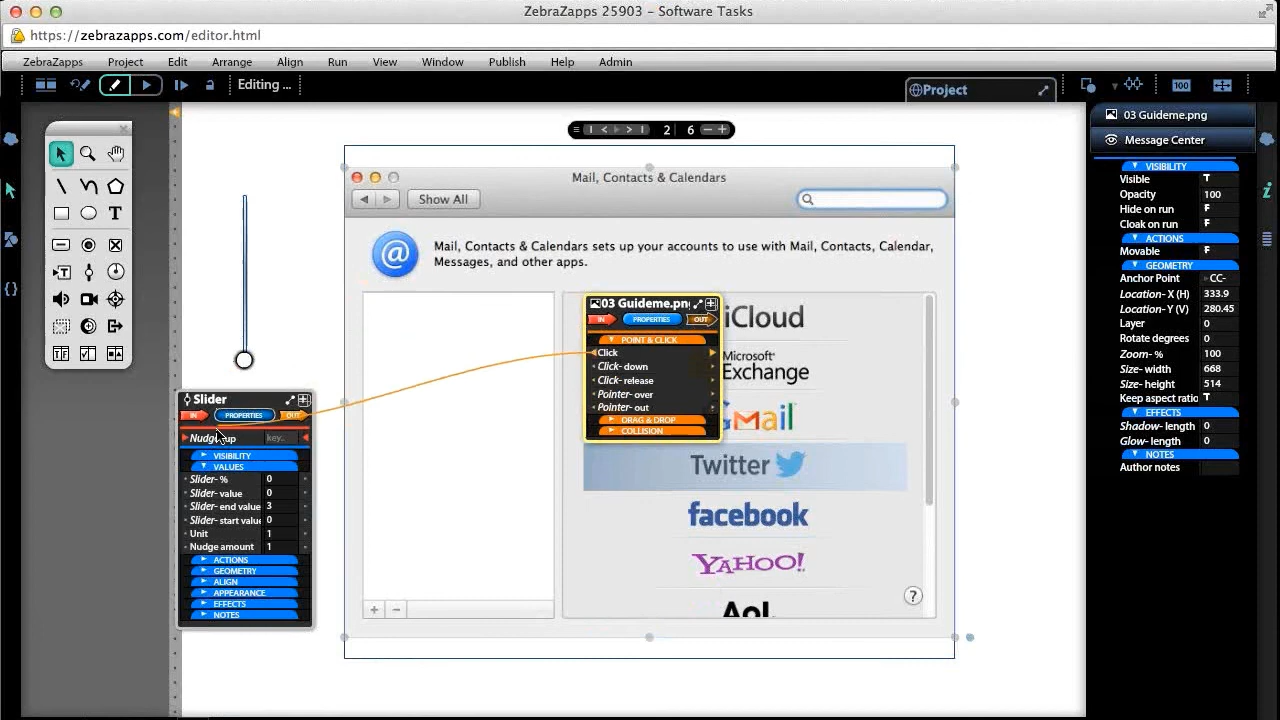 ZebraZapps 25903 – Software Tasks
https://zebrazapps.com/editor.html
ZebraZapps Project Edit Arrange Align Run View Window Publish Help Admin
Editing ...
Project
100
2 6
03 Guideme.png
Message Center
VISIBILITY
Visible T
Opacity 100
Hide on run F
Cloak on run F
ACTIONS
Movable F
GEOMETRY
Anchor Point -CC-
Location- X (H) 333.9
Location- Y (V) 280.45
Layer 0
Rotate degrees 0
Zoom- % 100
Size- width 668
Size- height 514
Keep aspect ratio T
EFFECTS
Shadow- length 0
Glow- length 0
NOTES
Author notes
Mail, Contacts & Calendars
Show All
@
Mail, Contacts & Calendars sets up your accounts to use with Mail, Contacts, Calendar,
Messages, and other apps.
03 Guideme.png
IN PROPERTIES OUT
POINT & CLICK
Click
Click- down
Click- release
Pointer- over
Pointer- out
DRAG & DROP
COLLISION
iCloud
Microsoft
Exchange
Gmail
Twitter
facebook
YAHOO!
Aol.
?
+ −
Slider
IN PROPERTIES OUT
Nudge up key..
VISIBILITY
VALUES
Slider- % 0
Slider- value 0
Slider- end value 3
Slider- start value 0
Unit 1
Nudge amount 1
ACTIONS
GEOMETRY
ALIGN
APPEARANCE
EFFECTS
NOTES